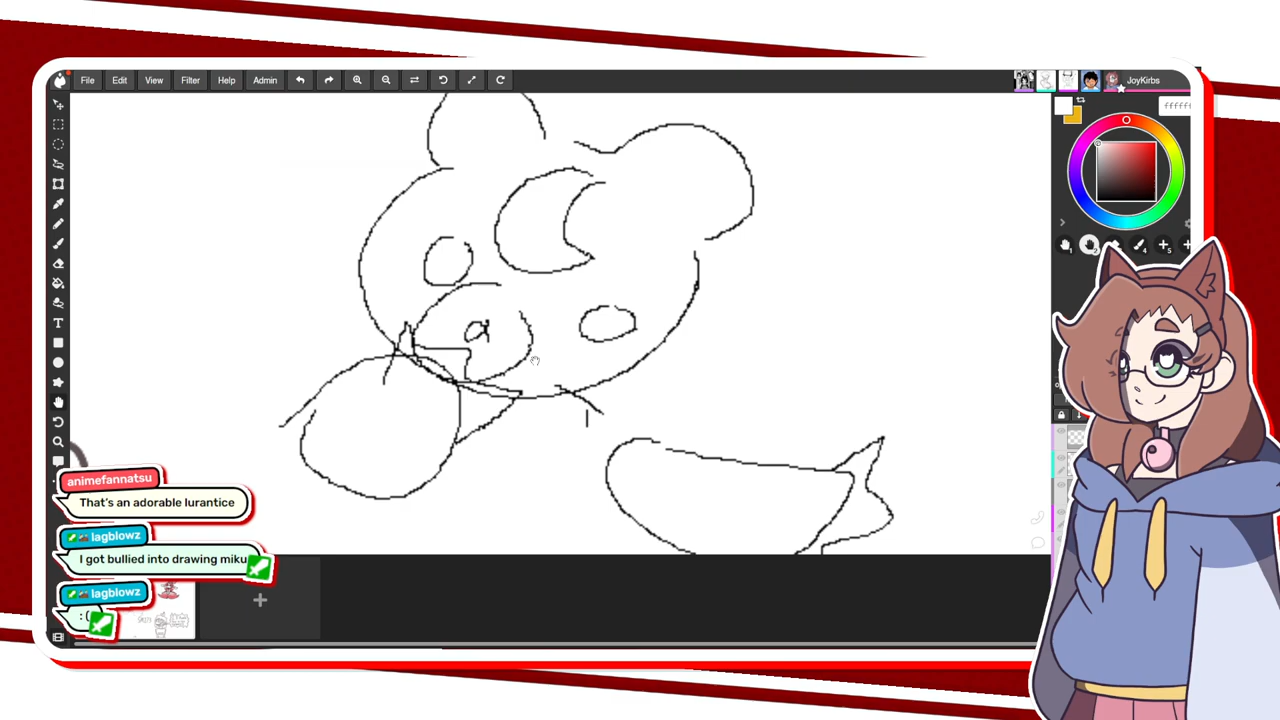 File Edit View Filter Help Admin
JoyKirbs
ffffff
animefannatsu
That's an adorable lurantice
lagblowz
I got bullied into drawing miku
lagblowz
:(